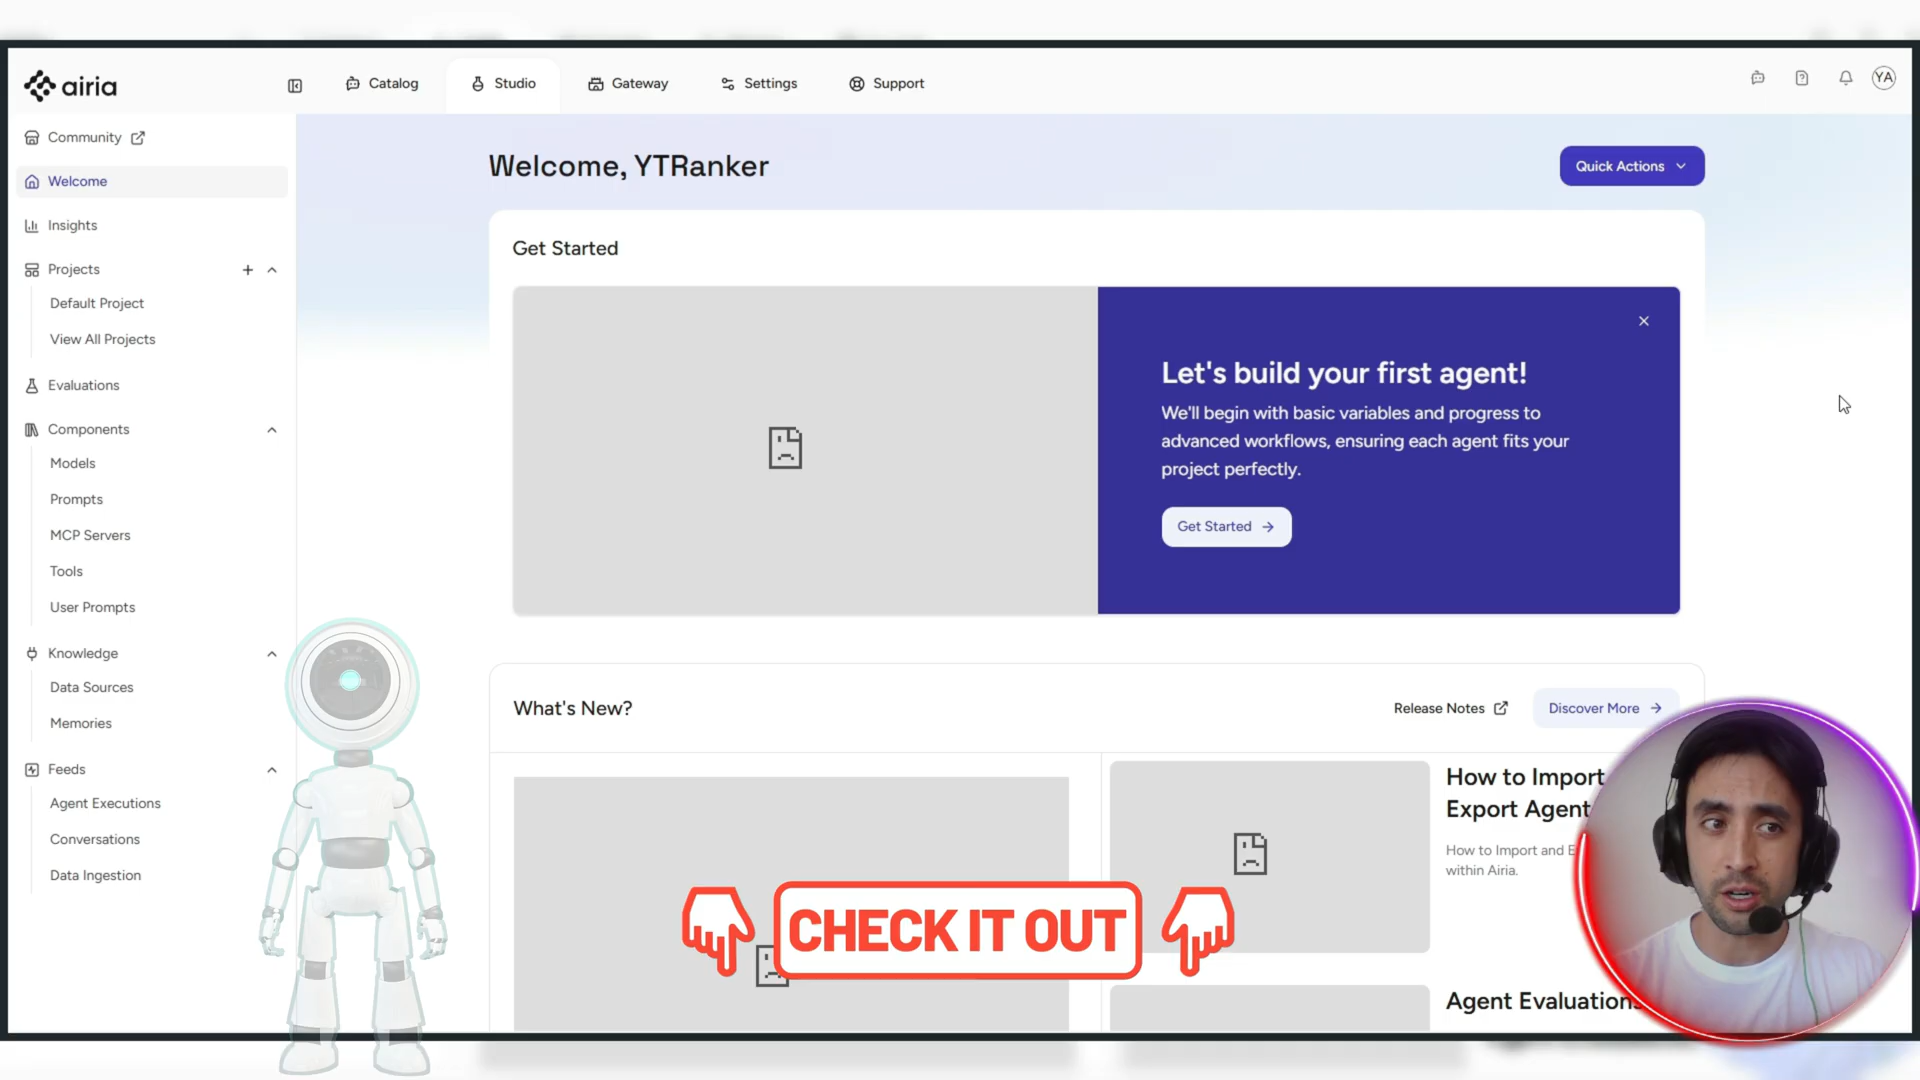 airia
Catalog
Studio
Gateway
Settings
Support
YA
Community
Welcome
Insights
Projects
Default Project
View All Projects
Evaluations
Components
Models
Prompts
MCP Servers
Tools
User Prompts
Knowledge
Data Sources
Memories
Feeds
Agent Executions
Conversations
Data Ingestion
Welcome, YTRanker
Quick Actions
Get Started
Let's build your first agent!
We'll begin with basic variables and progress to
advanced workflows, ensuring each agent fits your
project perfectly.
Get Started
What's New?
Release Notes
Discover More
How to Import
Export Agent
How to Import and E
within Airia.
Agent Evaluations
CHECK IT OUT